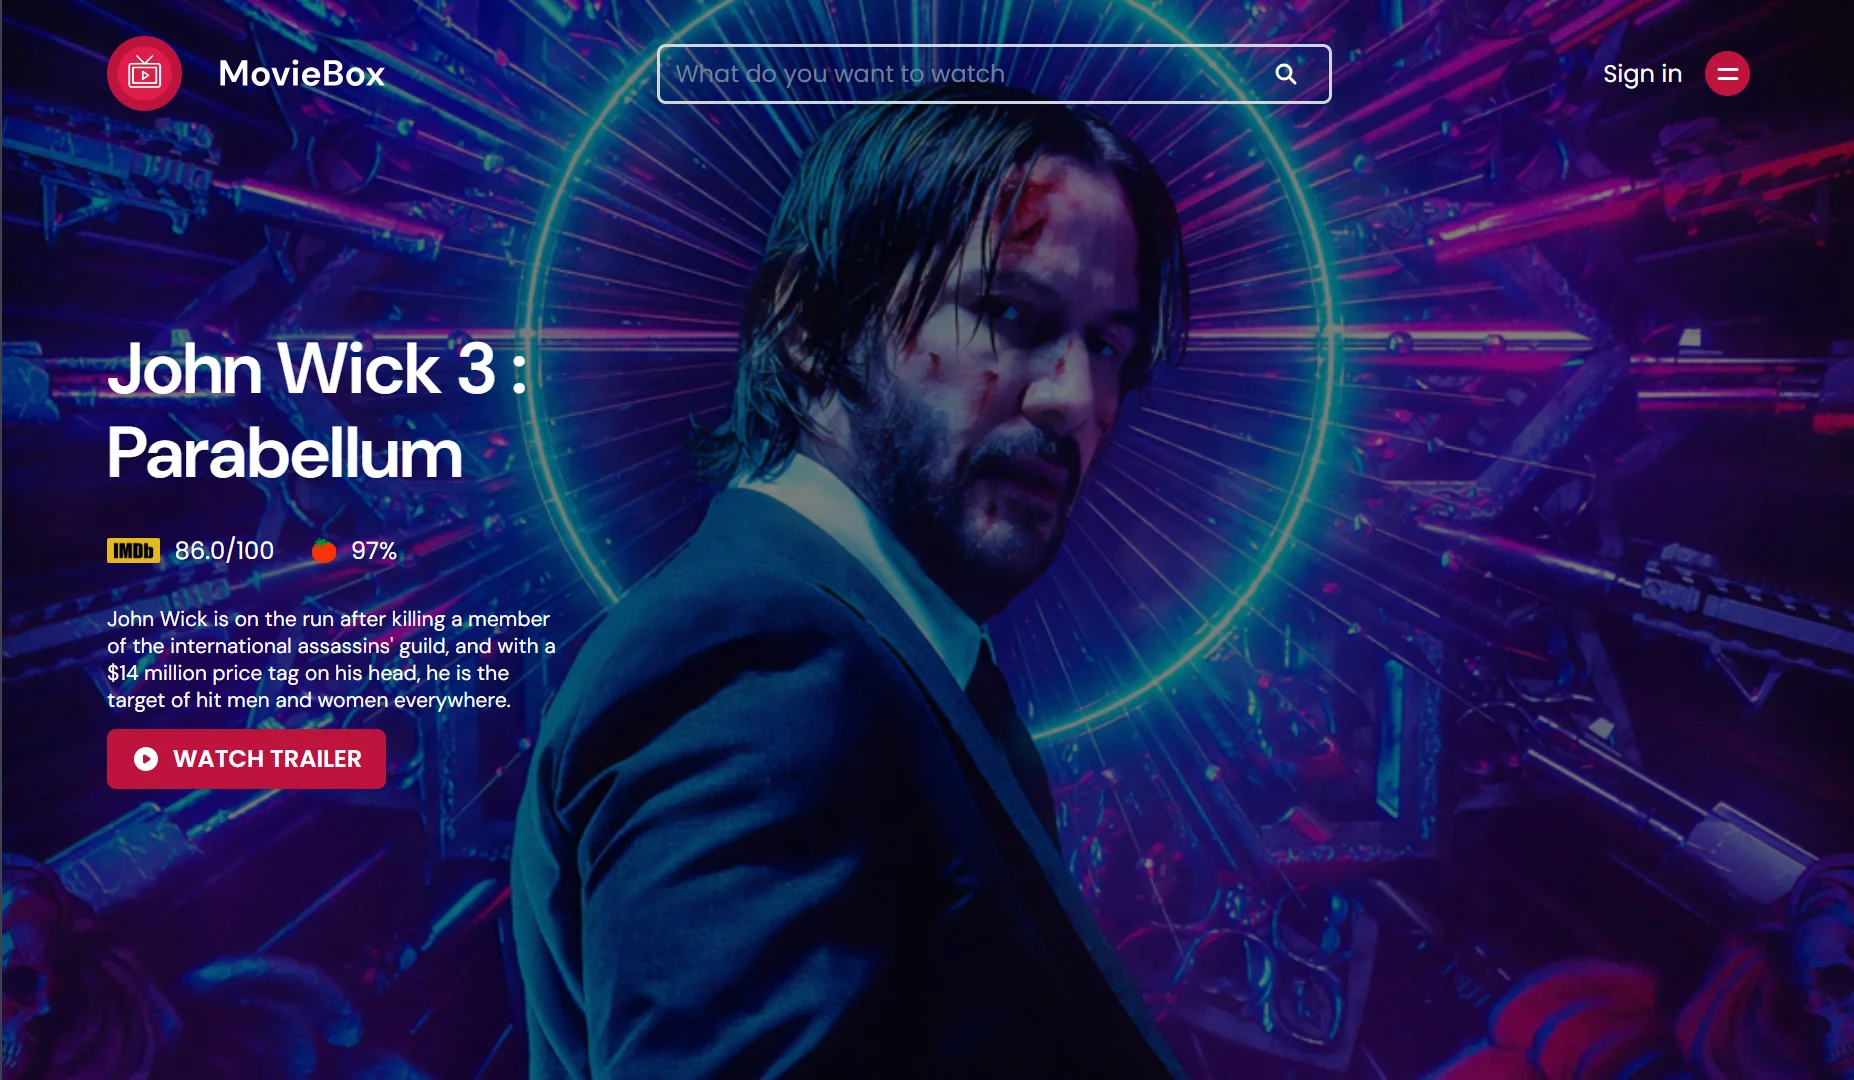 MovieBox
What do you want to watch
Sign in
John Wick 3 :
Parabellum
IMDb 86.0/100 97%
John Wick is on the run after killing a member
of the international assassins' guild, and with a
$14 million price tag on his head, he is the
target of hit men and women everywhere.
WATCH TRAILER